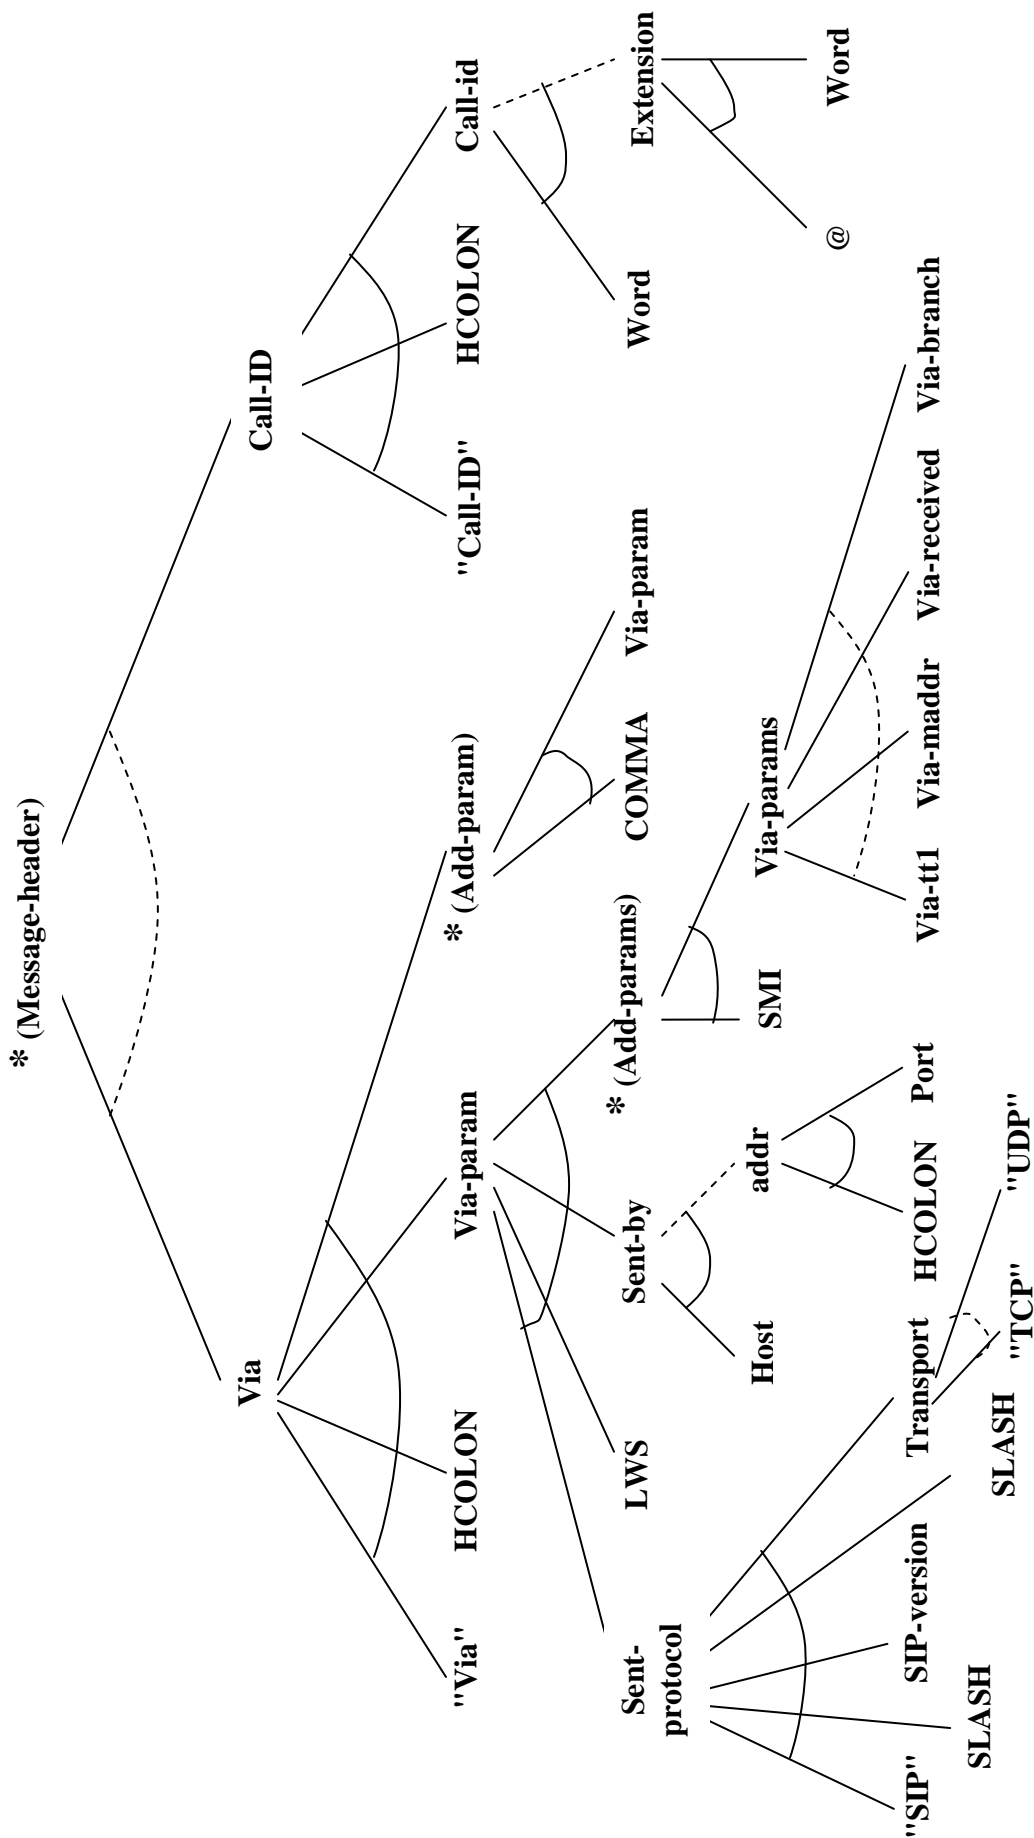 * (Message-header)
Via
Call-ID
"Via"
HCOLON
Via-param
* (Add-param)
"Call-ID"
HCOLON
Call-id
Sent-
protocol
LWS
Sent-by
* (Add-params)
COMMA
Via-param
Word
Extension
Host
addr
SMI
Via-params
@
Word
"SIP"
SLASH
SIP-version
SLASH
Transport
HCOLON
Port
Via-tt1
Via-maddr
Via-received
Via-branch
"TCP"
"UDP"